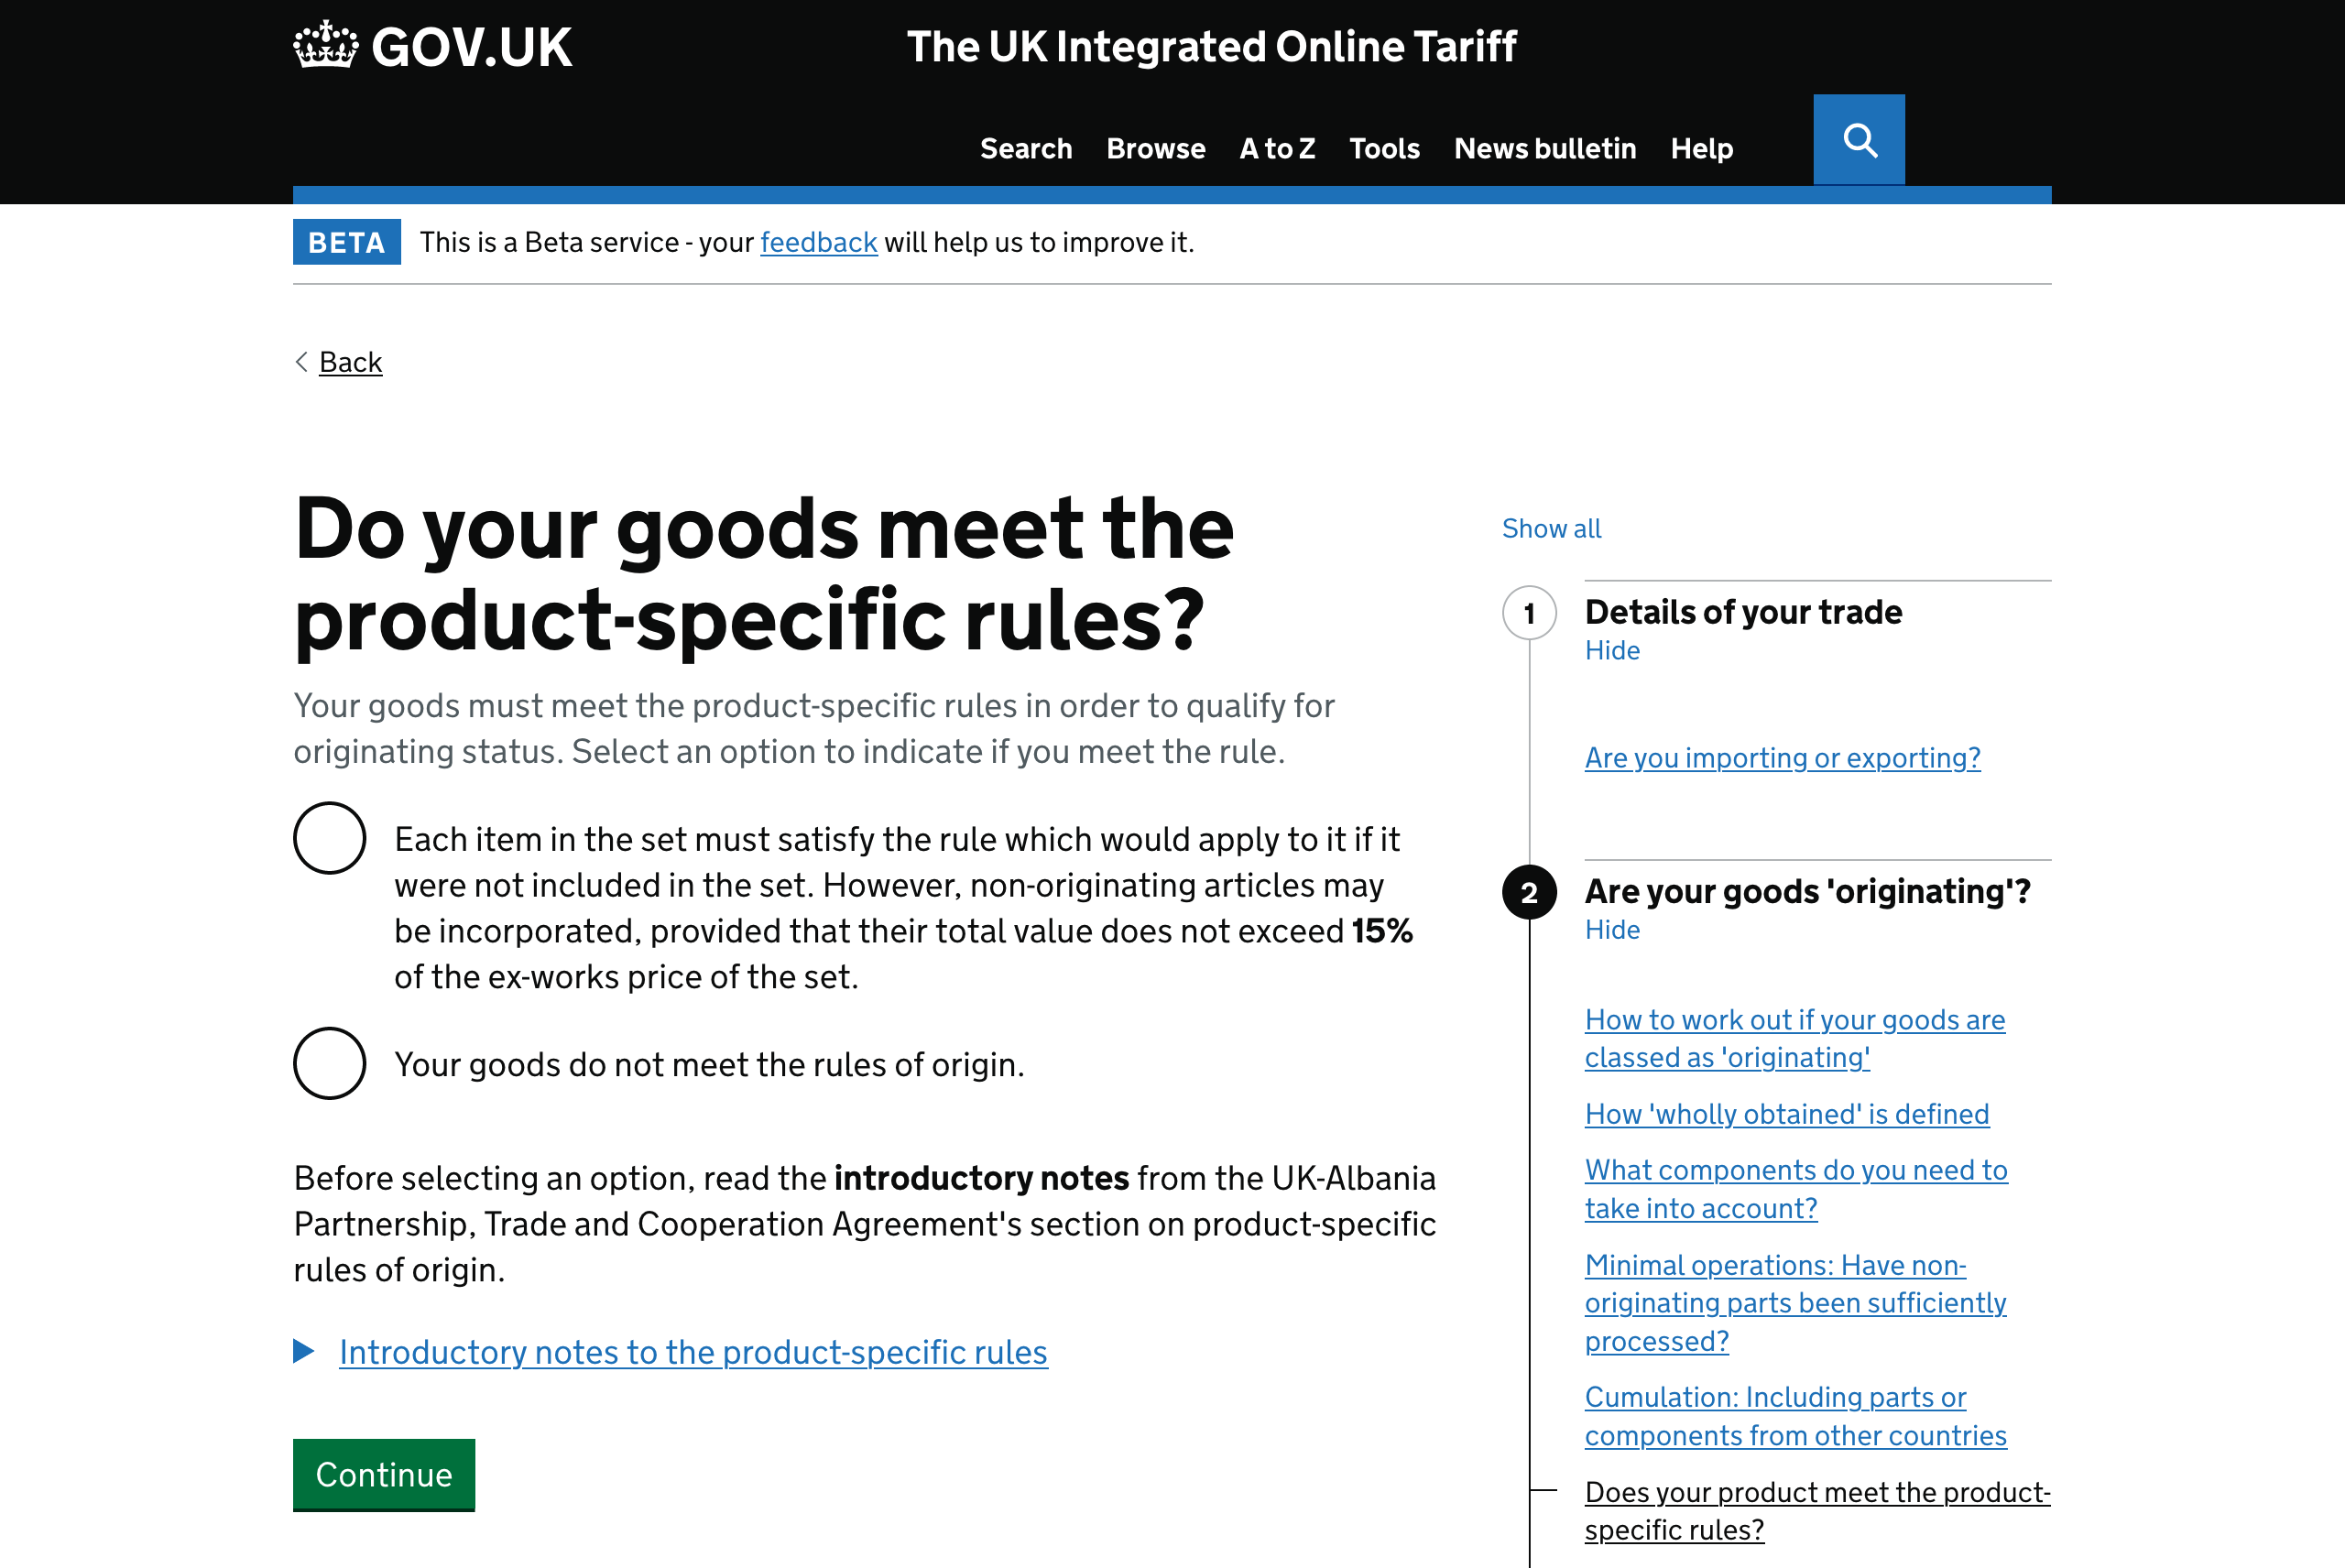 GOV.UK
The UK Integrated Online Tariff
Search Browse A to Z Tools News bulletin Help
BETA This is a Beta service - your feedback will help us to improve it.
Back
Do your goods meet the
product-specific rules?
Your goods must meet the product-specific rules in order to qualify for
originating status. Select an option to indicate if you meet the rule.
Each item in the set must satisfy the rule which would apply to it if it
were not included in the set. However, non-originating articles may
be incorporated, provided that their total value does not exceed 15%
of the ex-works price of the set.
Your goods do not meet the rules of origin.
Before selecting an option, read the introductory notes from the UK-Albania
Partnership, Trade and Cooperation Agreement's section on product-specific
rules of origin.
Introductory notes to the product-specific rules
Continue
Show all
1 Details of your trade
Hide
Are you importing or exporting?
2 Are your goods 'originating'?
Hide
How to work out if your goods are
classed as 'originating'
How 'wholly obtained' is defined
What components do you need to
take into account?
Minimal operations: Have non-
originating parts been sufficiently
processed?
Cumulation: Including parts or
components from other countries
Does your product meet the product-
specific rules?